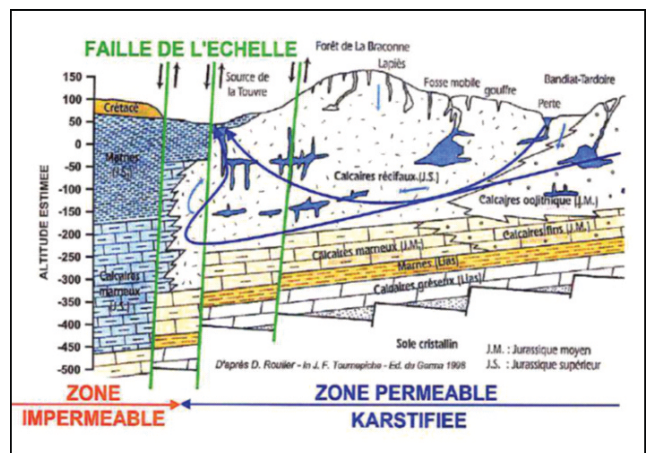 FAILLE DE L'ECHELLE
Forêt de La Braconne
Lapiès
Source de
la Touvre
Fosse mobile
gouffre
Bandiat-Tardoire
Perte
150
100
50
0
-50
-100
-150
-200
-250
-300
-350
-400
-450
-500
ALTITUDE ESTIMEE
Crétacé
Marnes
(J.S.)
Calcaires
marneux
(J.S.)
Calcaires récifaux (J.S.)
Calcaires oolithique (J.M.)
Calcaires marneux (J.M.)
Calcaires fins (J.M.)
Marnes (Lias)
Calcaires gréseux (Lias)
Sole cristallin
J.M. : Jurassique moyen
J.S. : Jurassique supérieur
D'après D. Rouiller - in J. F. Tournepiche - Ed. du Germa 1998
ZONE
IMPERMEABLE
ZONE PERMEABLE
KARSTIFIEE